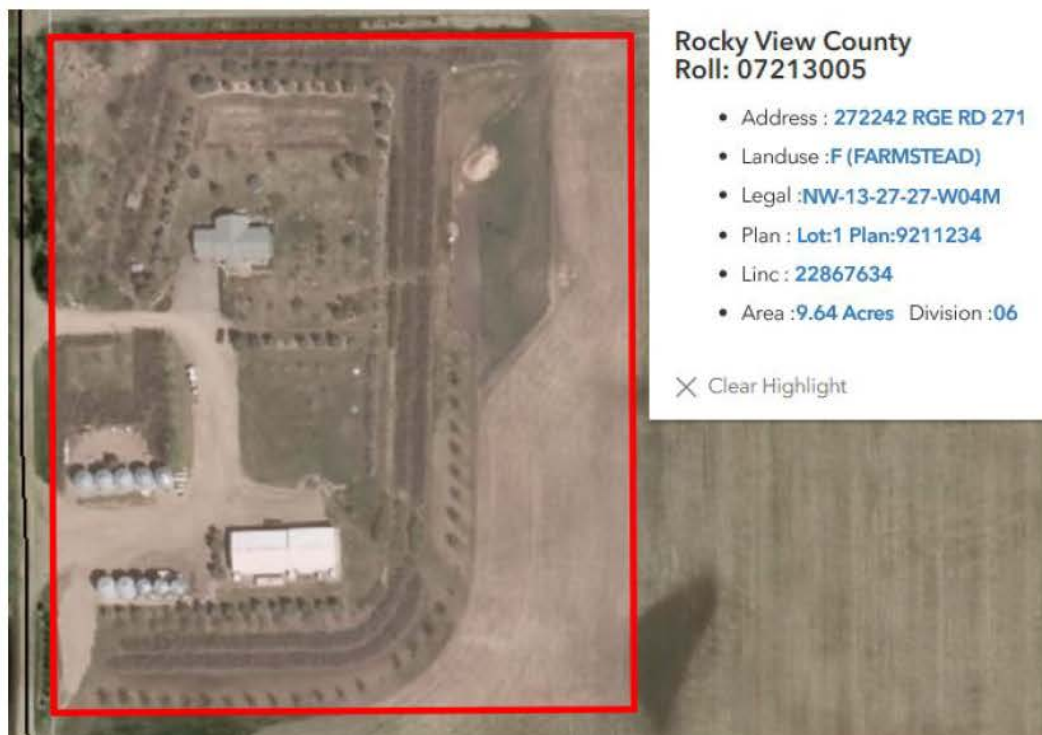 Rocky View County
Roll: 07213005
• Address : 272242 RGE RD 271
• Landuse :F (FARMSTEAD)
• Legal :NW-13-27-27-W04M
• Plan : Lot:1 Plan:9211234
• Linc : 22867634
• Area :9.64 Acres Division :06
Clear Highlight